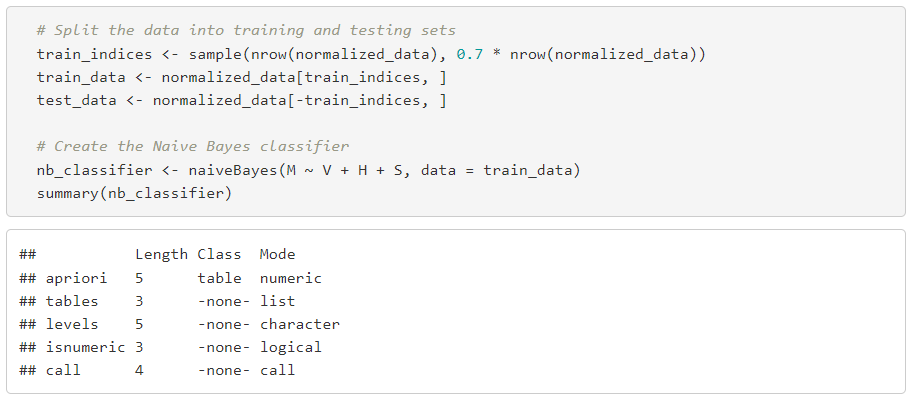 # Split the data into training and testing sets
train_indices <- sample(nrow(normalized_data), 0.7 * nrow(normalized_data))
train_data <- normalized_data[train_indices, ]
test_data <- normalized_data[-train_indices, ]

# Create the Naive Bayes classifier
nb_classifier <- naiveBayes(M ~ V + H + S, data = train_data)
summary(nb_classifier)

##           Length Class  Mode
## apriori   5      table  numeric
## tables    3      -none- list
## levels    5      -none- character
## isnumeric 3      -none- logical
## call      4      -none- call